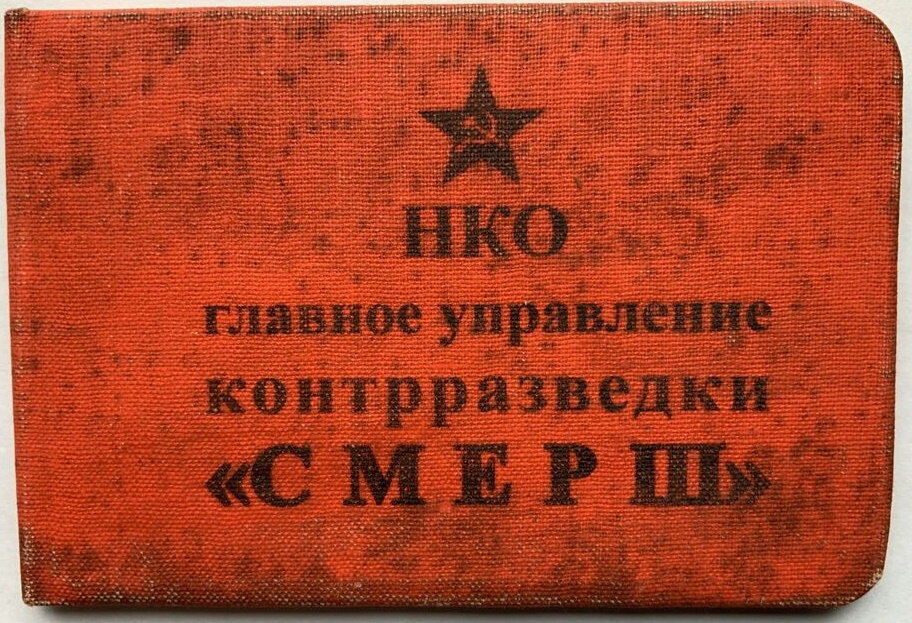 НКО
главное управление
контрразведки
«СМЕРШ»